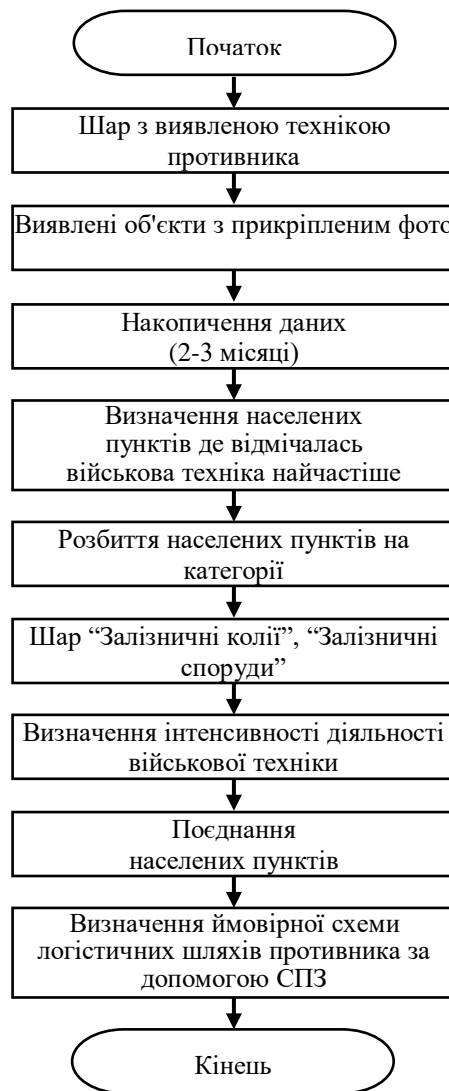 Початок
Шар з виявленою технікою
противника
Виявлені об'єкти з прикріпленим фото
Накопичення даних
(2-3 місяці)
Визначення населених
пунктів де відмічалась
військова техніка найчастіше
Розбиття населених пунктів на
категорії
Шар “Залізничні колії”, “Залізничні
споруди”
Визначення інтенсивності діяльності
військової техніки
Поєднання
населених пунктів
Визначення ймовірної схеми
логістичних шляхів противника за
допомогою СПЗ
Кінець